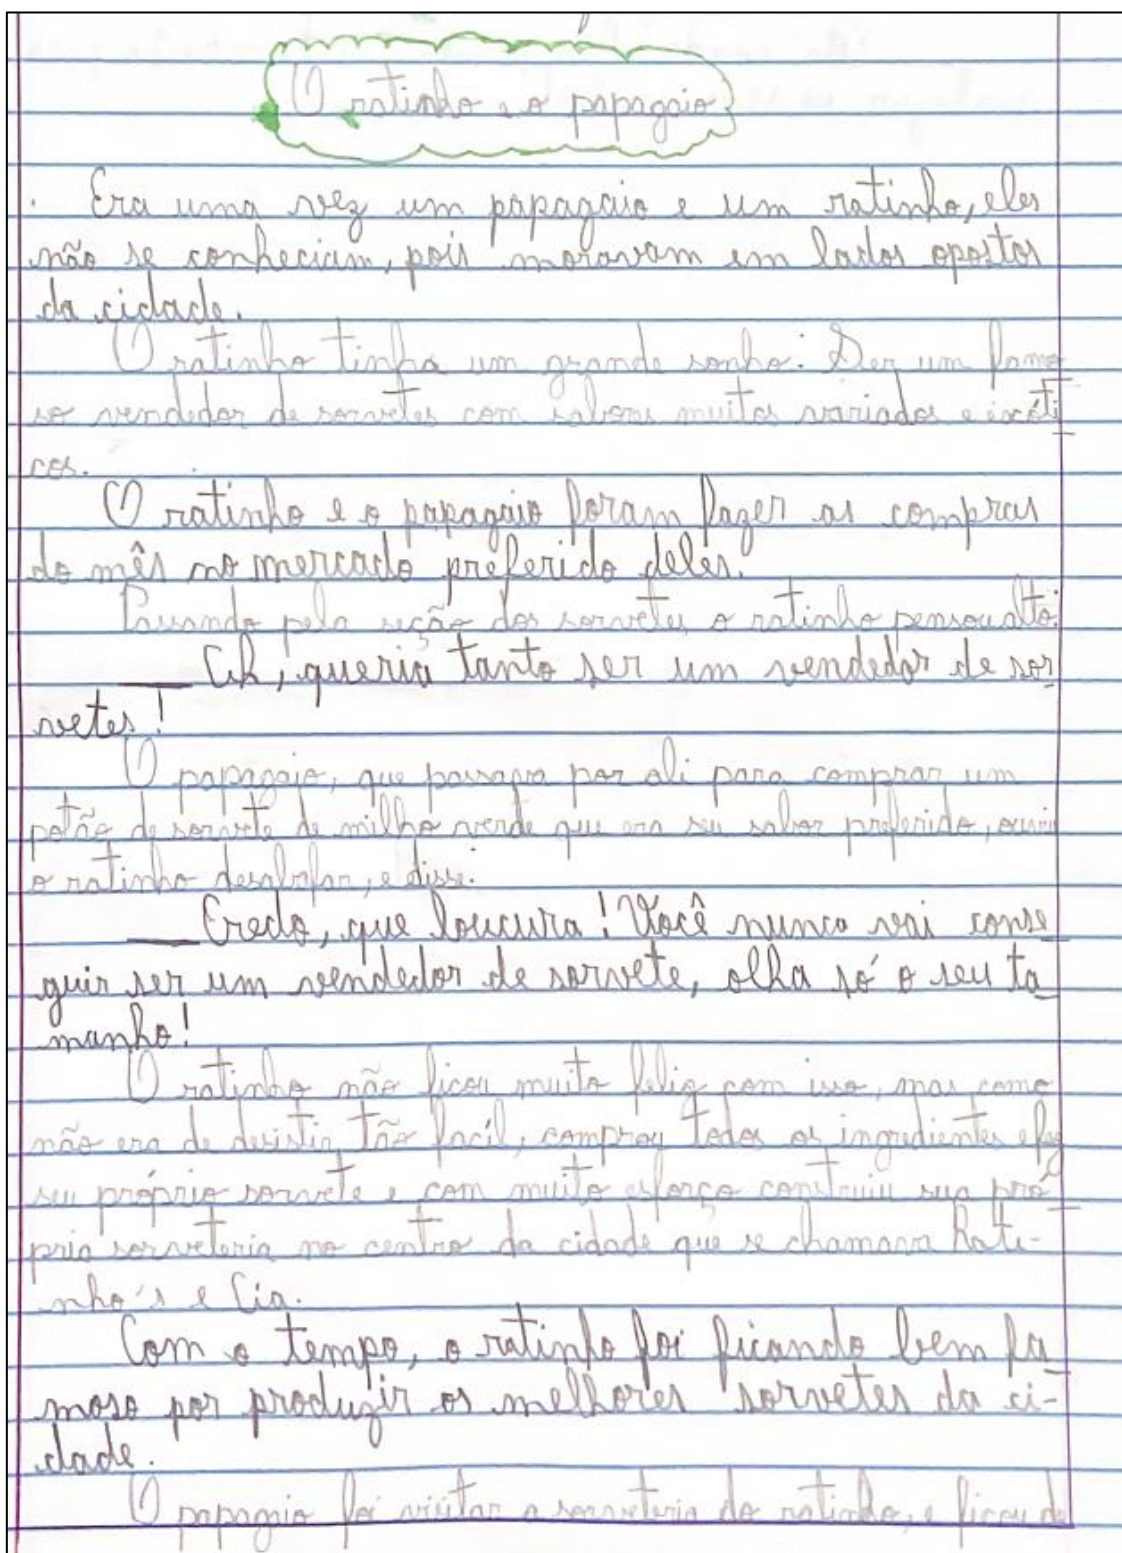 O ratinho e o papagaio
Era uma vez um papagaio e um ratinho, eles
não se conheciam, pois moravam em lados opostos
da cidade.
O ratinho tinha um grande sonho: Ser um famo
so vendedor de sorvetes com sabores muitos variados e exóti
cos.
O ratinho e o papagaio foram fazer as compras
do mês no mercado preferido deles.
Passando pela seção dos sorvetes o ratinho pensou alto:
— Ah, queria tanto ser um vendedor de sor
vetes!
O papagaio, que passava por ali para comprar um
potão de sorvete de milho verde que era seu sabor preferido, ouviu
o ratinho desabafar, e disse:
— Credo, que loucura! Você nunca vai conse
guir ser um vendedor de sorvete, olha só o seu ta
manho!
O ratinho não ficou muito feliz com isso, mas como
não era de desistir tão facíl, comprou todos os ingredientes e fez
seu próprio sorvete e com muito esforço construiu sua pró
pria sorveteria no centro da cidade que se chamava Rati-
nho's e Cia.
Com o tempo, o ratinho foi ficando bem fa
moso por produzir os melhores sorvetes da ci-
dade.
O papagaio foi visitar a sorveteria do ratinho, e ficou de